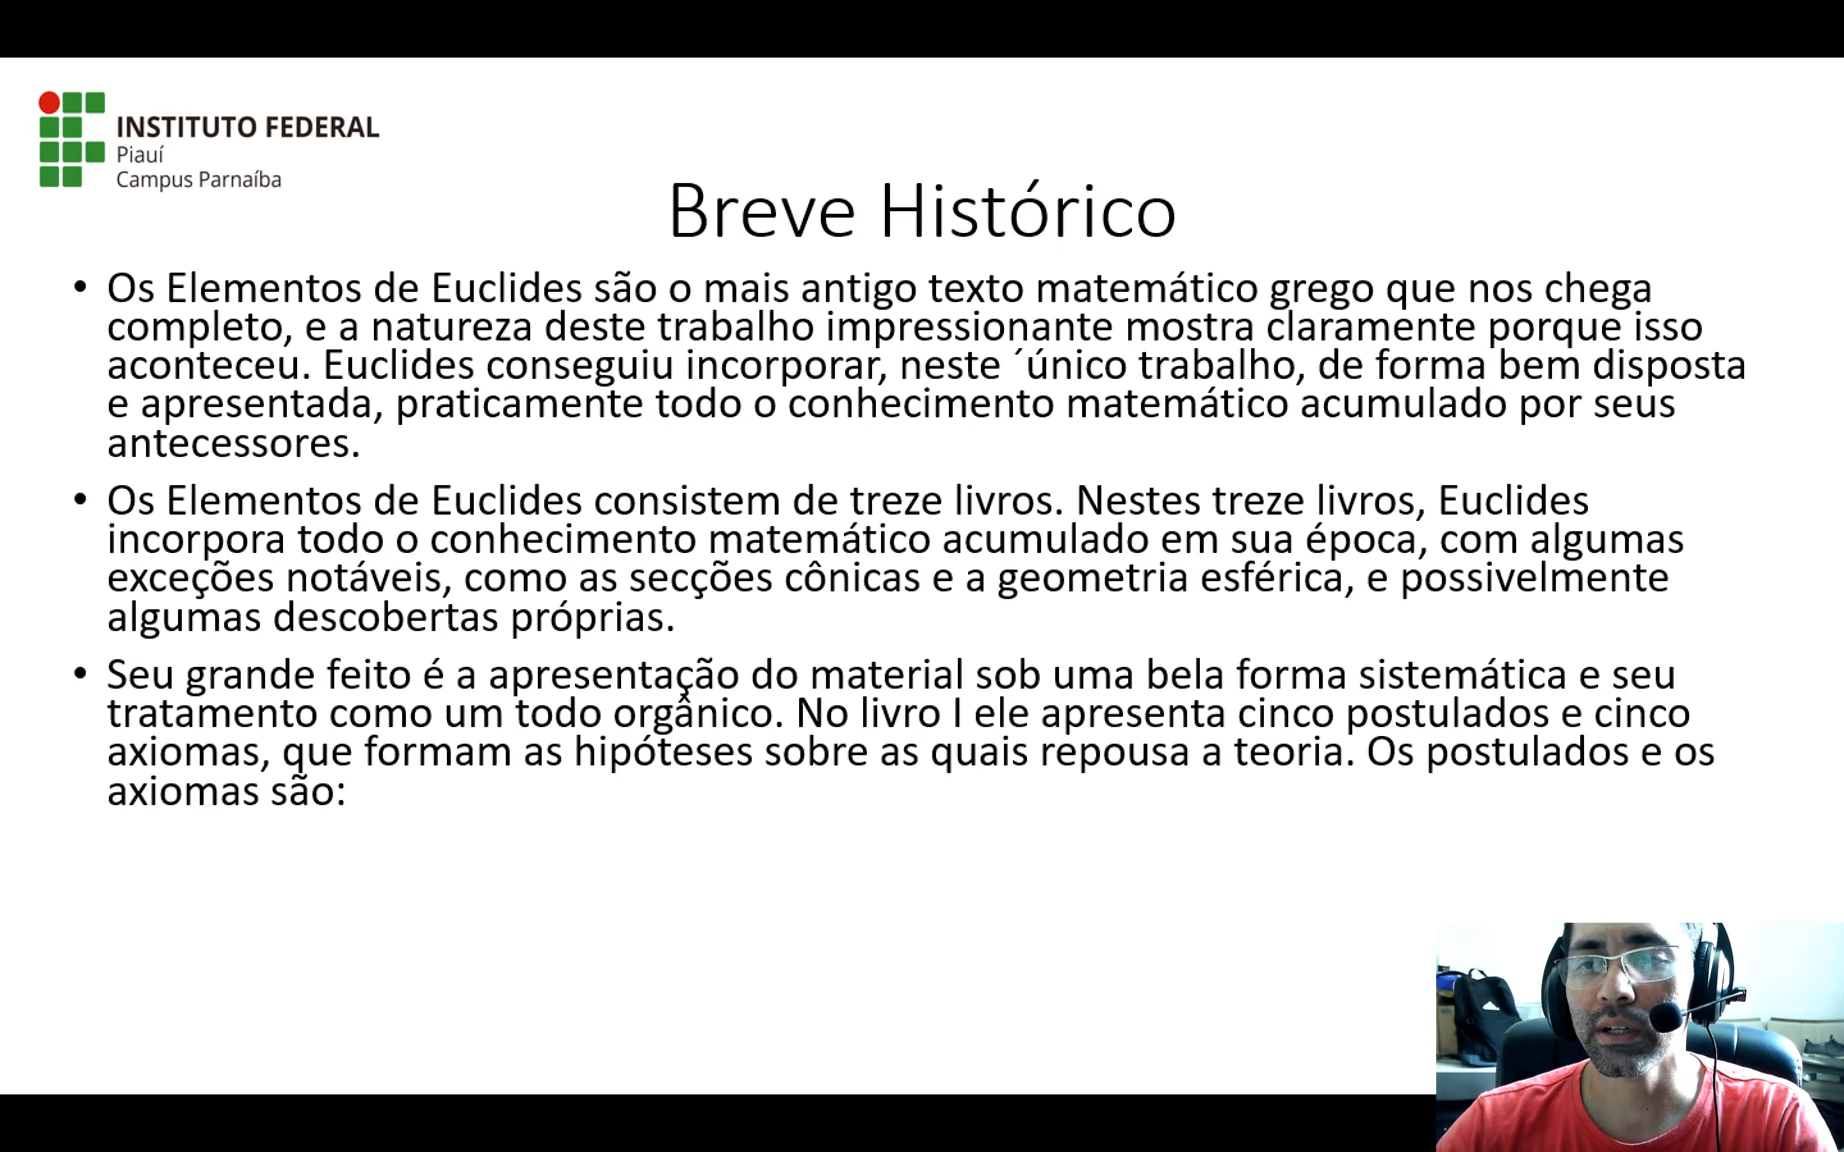 INSTITUTO FEDERAL
Piauí
Campus Parnaíba
Breve Histórico
• Os Elementos de Euclides são o mais antigo texto matemático grego que nos chega
completo, e a natureza deste trabalho impressionante mostra claramente porque isso
aconteceu. Euclides conseguiu incorporar, neste ´único trabalho, de forma bem disposta
e apresentada, praticamente todo o conhecimento matemático acumulado por seus
antecessores.
• Os Elementos de Euclides consistem de treze livros. Nestes treze livros, Euclides
incorpora todo o conhecimento matemático acumulado em sua época, com algumas
exceções notáveis, como as secções cônicas e a geometria esférica, e possivelmente
algumas descobertas próprias.
• Seu grande feito é a apresentação do material sob uma bela forma sistemática e seu
tratamento como um todo orgânico. No livro I ele apresenta cinco postulados e cinco
axiomas, que formam as hipóteses sobre as quais repousa a teoria. Os postulados e os
axiomas são: